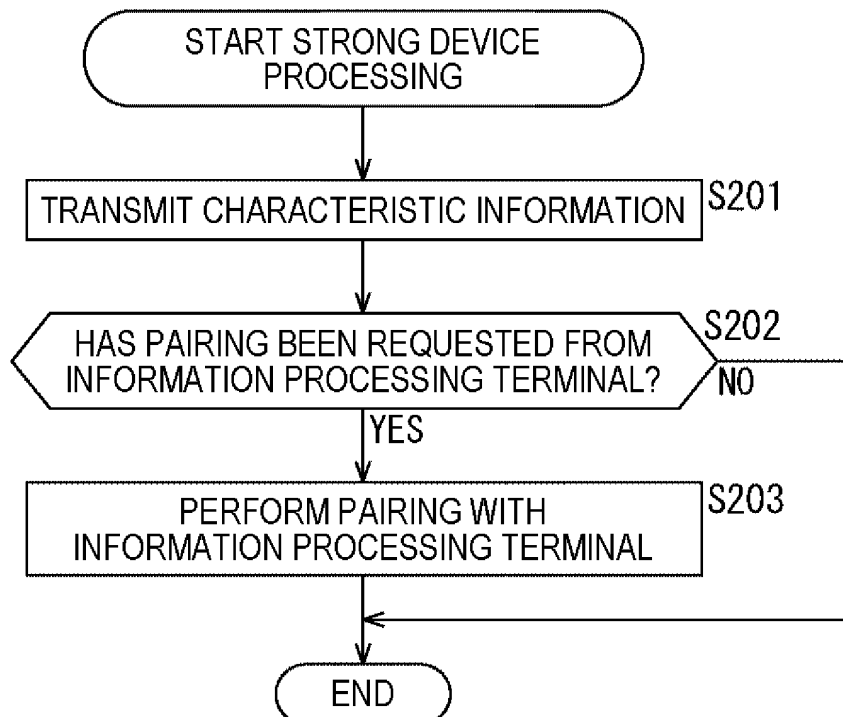 START STRONG DEVICE
PROCESSING
TRANSMIT CHARACTERISTIC INFORMATION
S201
HAS PAIRING BEEN REQUESTED FROM
INFORMATION PROCESSING TERMINAL?
S202
NO
YES
PERFORM PAIRING WITH
INFORMATION PROCESSING TERMINAL
S203
END